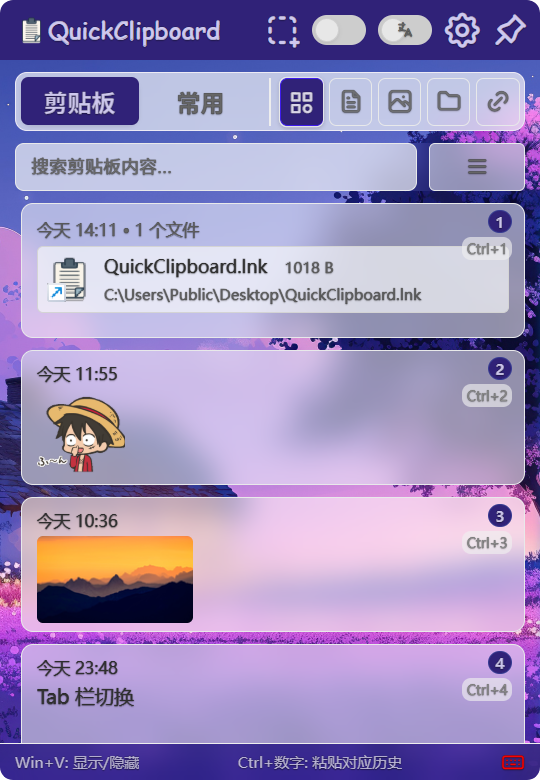 QuickClipboard
剪贴板 常用
搜索剪贴板内容...
今天 14:11 • 1 个文件 1
Ctrl+1
QuickClipboard.lnk 1018 B
C:\Users\Public\Desktop\QuickClipboard.lnk
今天 11:55 2
Ctrl+2
ふぃ〜ん
今天 10:36 3
Ctrl+3
今天 23:48 4
Ctrl+4
Tab 栏切换
Win+V: 显示/隐藏 Ctrl+数字: 粘贴对应历史